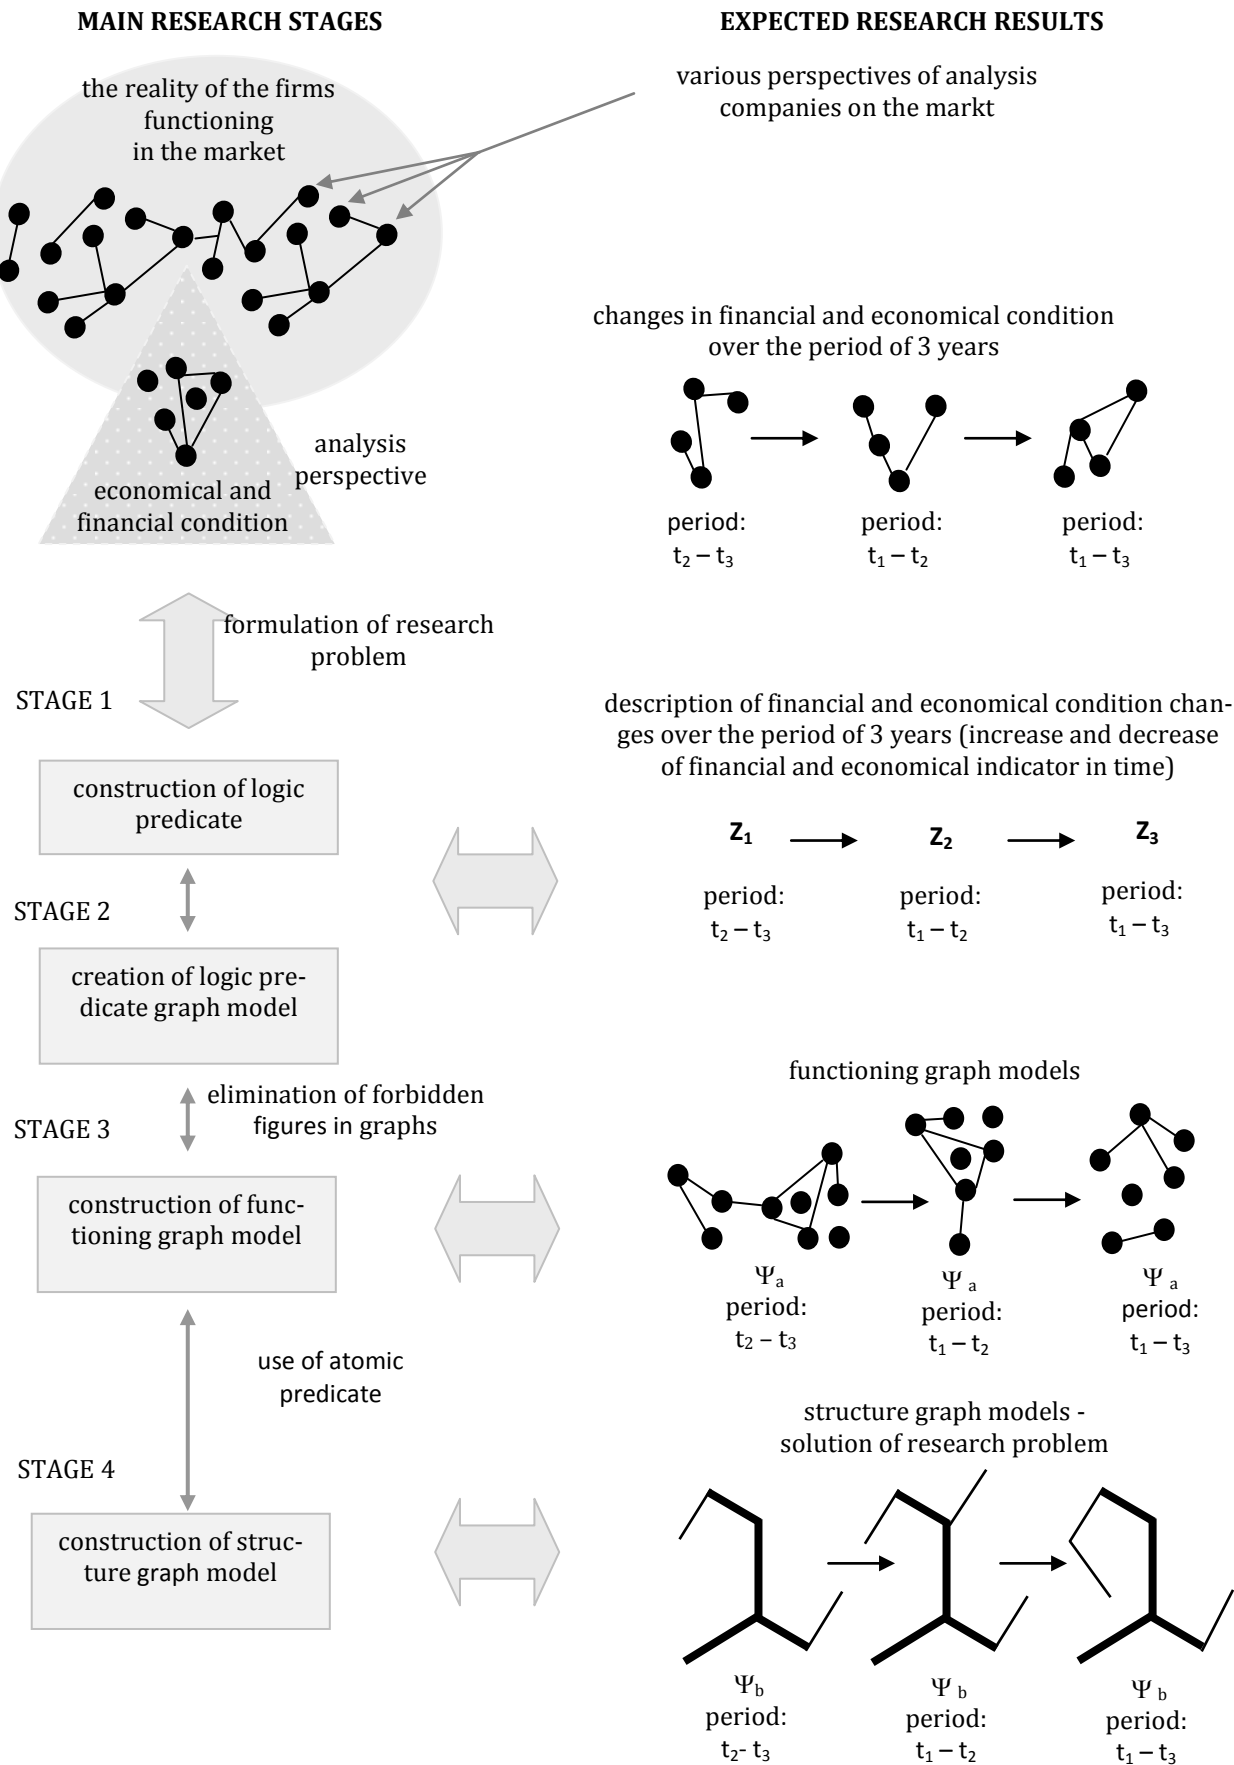 MAIN RESEARCH STAGES
EXPECTED RESEARCH RESULTS
the reality of the firms
functioning
in the market
various perspectives of analysis
companies on the markt
changes in financial and economical condition
over the period of 3 years
analysis
perspective
economical and
financial condition
period:
t₂ – t₃
period:
t₁ – t₂
period:
t₁ – t₃
formulation of research
problem
STAGE 1
description of financial and economical condition chan-
ges over the period of 3 years (increase and decrease
of financial and economical indicator in time)
construction of logic
predicate
Z₁
Z₂
Z₃
period:
t₂ – t₃
period:
t₁ – t₂
period:
t₁ – t₃
STAGE 2
creation of logic pre-
dicate graph model
elimination of forbidden
figures in graphs
STAGE 3
functioning graph models
construction of func-
tioning graph model
Ψₐ
period:
t₂ – t₃
Ψ ₐ
period:
t₁ – t₂
Ψ ₐ
period:
t₁ – t₃
use of atomic
predicate
structure graph models -
solution of research problem
STAGE 4
construction of struc-
ture graph model
Ψb
period:
t₂- t₃
Ψ b
period:
t₁ – t₂
Ψ b
period:
t₁ – t₃